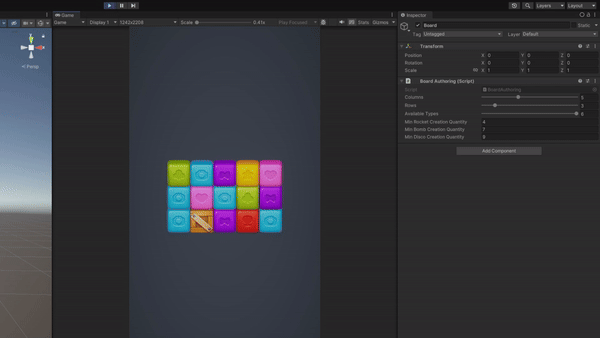 Layers Layout
Game
Inspector
Game Display 1 1242x2208 Scale 0.41x Play Focused Stats Gizmos
Board Static
Tag Untagged Layer Default
Transform
Position X 0 Y 0 Z 0
Rotation X 0 Y 0 Z 0
Scale X 1 Y 1 Z 1
Board Authoring (Script)
Script BoardAuthoring
Columns 5
Rows 3
Available Types 6
Min Rocket Creation Quantity 4
Min Bomb Creation Quantity 7
Min Disco Creation Quantity 9
Add Component
y
Persp